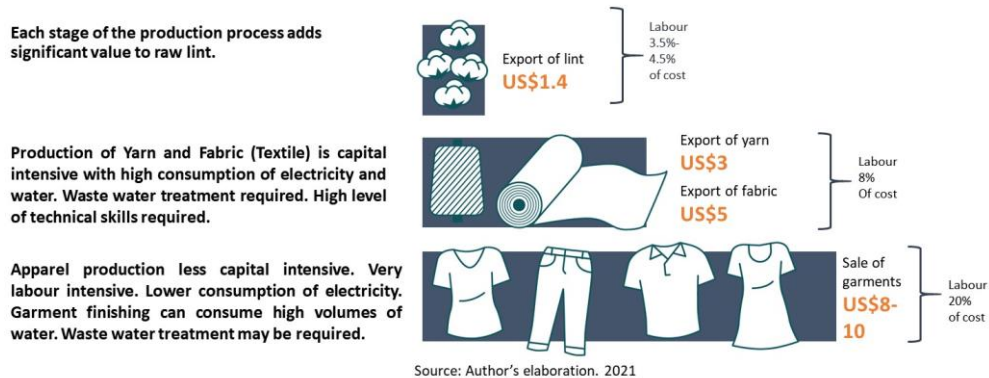 Each stage of the production process adds
significant value to raw lint.
Export of lint
US$1.4
Labour
3.5%-
4.5%
of cost
Production of Yarn and Fabric (Textile) is capital
intensive with high consumption of electricity and
water. Waste water treatment required. High level
of technical skills required.
Export of yarn
US$3
Export of fabric
US$5
Labour
8%
Of cost
Apparel production less capital intensive. Very
labour intensive. Lower consumption of electricity.
Garment finishing can consume high volumes of
water. Waste water treatment may be required.
Sale of
garments
US$8-
10
Labour
20%
of cost
Source: Author's elaboration. 2021